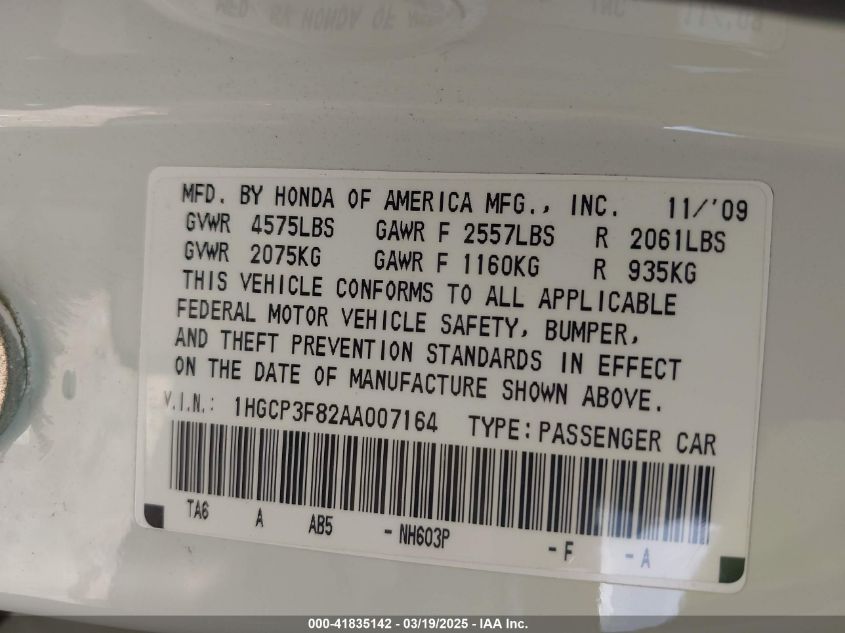 MFD. BY HONDA OF AMERICA MFG., INC. 11/'09
GVWR 4575LBS GAWR F 2557LBS R 2061LBS
GVWR 2075KG GAWR F 1160KG R 935KG
THIS VEHICLE CONFORMS TO ALL APPLICABLE
FEDERAL MOTOR VEHICLE SAFETY, BUMPER,
AND THEFT PREVENTION STANDARDS IN EFFECT
ON THE DATE OF MANUFACTURE SHOWN ABOVE.
V.I.N.: 1HGCP3F82AA007164 TYPE: PASSENGER CAR
TA6 A AB5 - NH603P - F - A
000-41835142 - 03/19/2025 - IAA Inc.